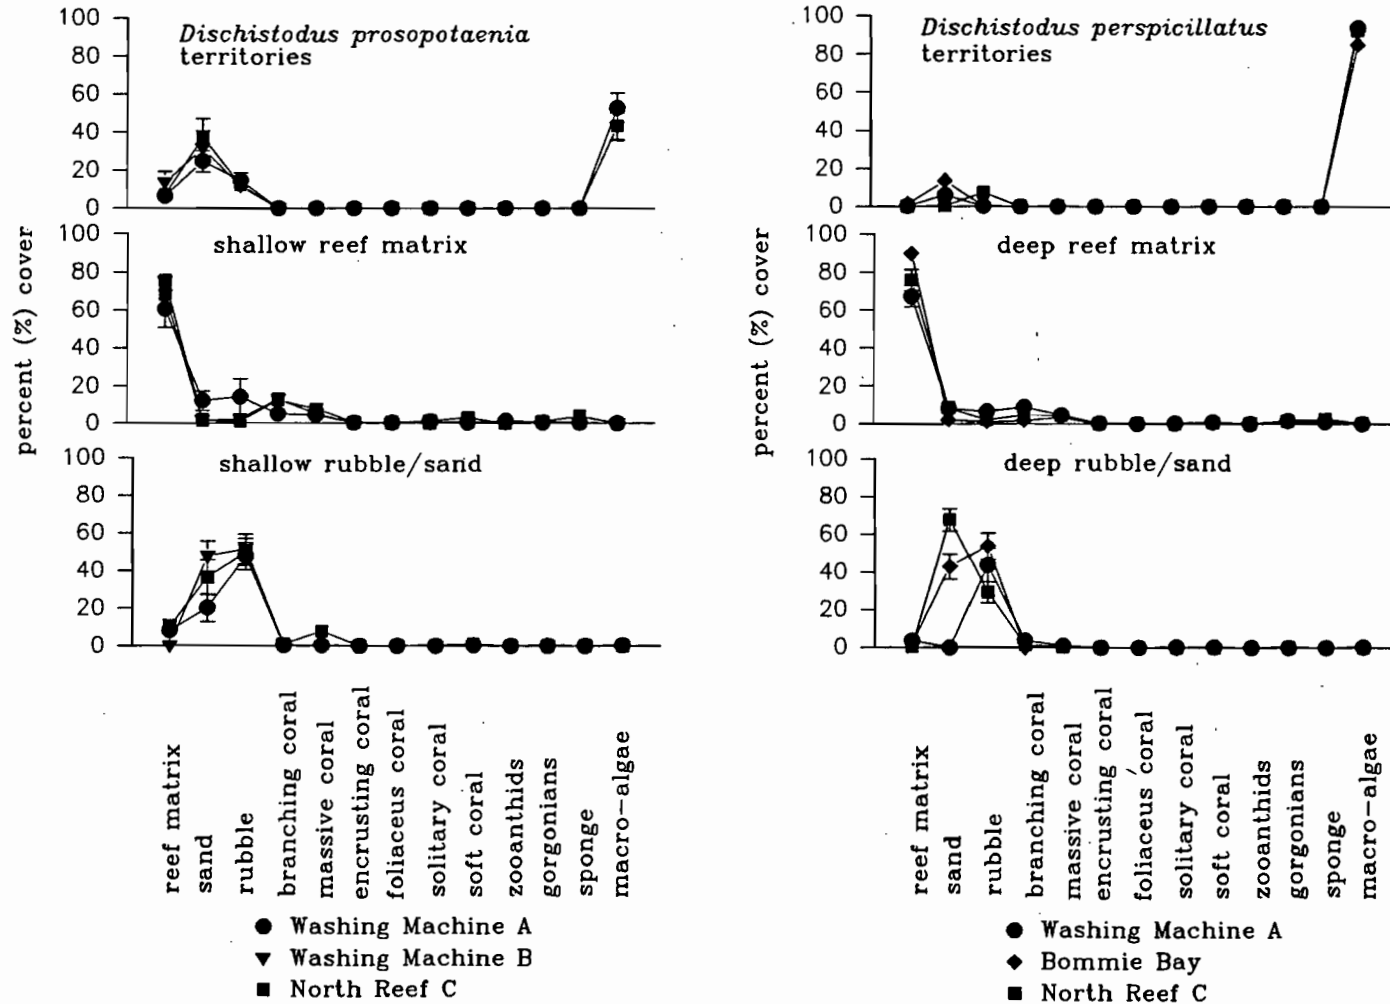 100
80
60
40
20
0
Dischistodus prosopotaenia
territories
100
80
60
40
20
0
shallow reef matrix
100
80
60
40
20
0
shallow rubble/sand
percent (%) cover
reef matrix
sand
rubble
branching coral
massive coral
encrusting coral
foliaceus coral
solitary coral
soft coral
zooanthids
gorgonians
sponge
macro-algae
Washing Machine A
Washing Machine B
North Reef C
100
80
60
40
20
0
Dischistodus perspicillatus
territories
100
80
60
40
20
0
deep reef matrix
100
80
60
40
20
0
deep rubble/sand
percent (%) cover
reef matrix
sand
rubble
branching coral
massive coral
encrusting coral
foliaceus coral
solitary coral
soft coral
zooanthids
gorgonians
sponge
macro-algae
Washing Machine A
Bommie Bay
North Reef C